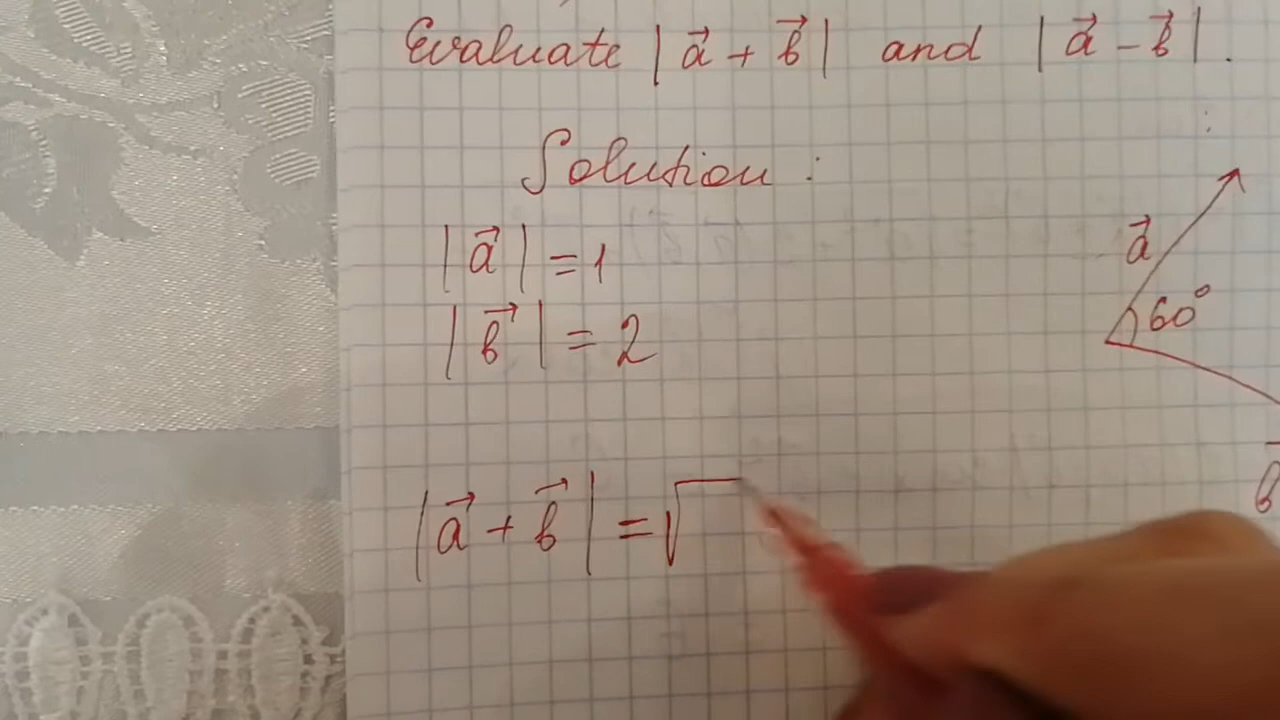 Evaluate |a⃗ + b⃗| and |a⃗ - b⃗|.
Solution:
|a⃗| = 1
|b⃗| = 2
a⃗
60°
b⃗
|a⃗ + b⃗| = √